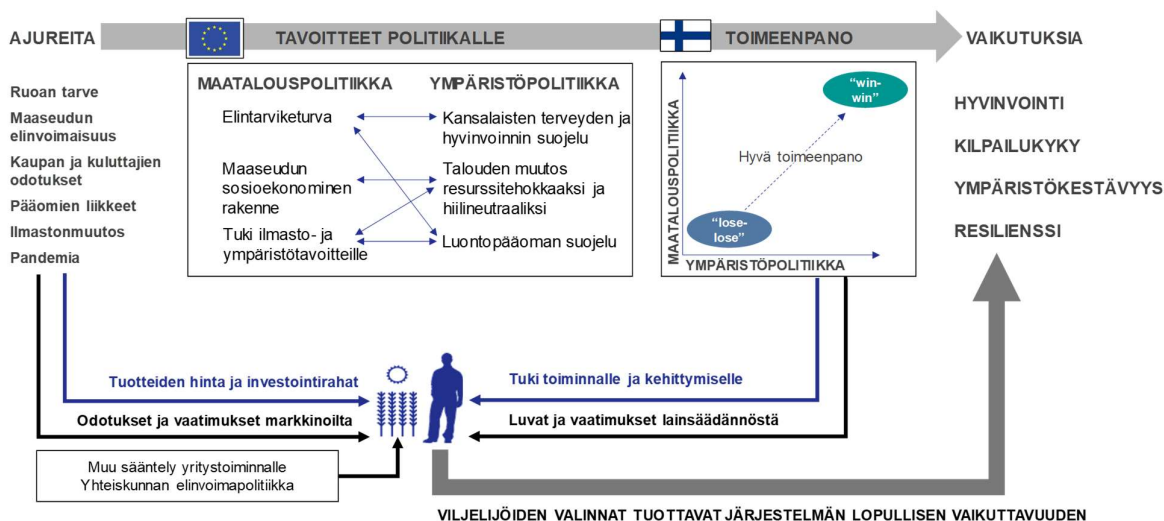 AJUREITA
TAVOITTEET POLITIIKALLE
TOIMEENPANO
VAIKUTUKSIA
Ruoan tarve
Maaseudun
elinvoimaisuus
Kaupan ja kuluttajien
odotukset
Pääomien liikkeet
Ilmastonmuutos
Pandemia
MAATALOUSPOLITIIKKA
YMPÄRISTÖPOLITIIKKA
Elintarviketurva
Kansalaisten terveyden ja
hyvinvoinnin suojelu
Maaseudun
sosioekonominen
rakenne
Talouden muutos
resurssitehokkaaksi ja
hiilineutraaliksi
Tuki ilmasto- ja
ympäristötavoitteille
Luontopääoman suojelu
MAATALOUSPOLITIIKKA
"win-
win"
Hyvä toimeenpano
"lose-
lose"
YMPÄRISTÖPOLITIIKKA
HYVINVOINTI
KILPAILUKYKY
YMPÄRISTÖKESTÄVYYS
RESILIENSSI
Tuotteiden hinta ja investointirahat
Odotukset ja vaatimukset markkinoilta
Tuki toiminnalle ja kehittymiselle
Luvat ja vaatimukset lainsäädännöstä
Muu sääntely yritystoiminnalle
Yhteiskunnan elinvoimapolitiikka
VILJELIJÖIDEN VALINNAT TUOTTAVAT JÄRJESTELMÄN LOPULLISEN VAIKUTTAVUUDEN